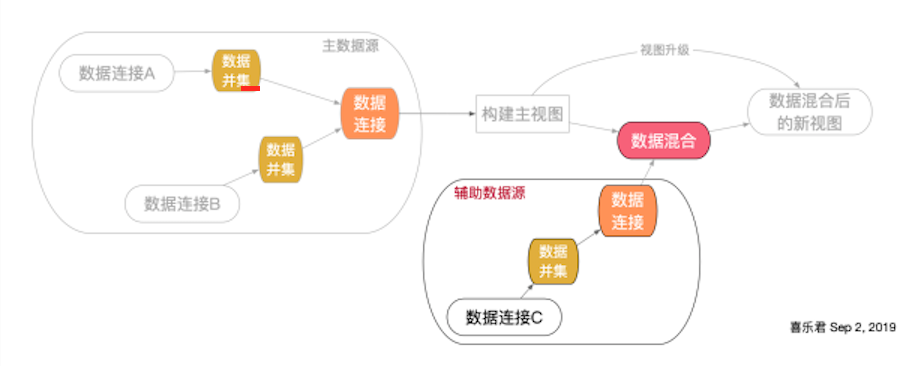 主数据源
视图升级
数据连接A
数据
并集
数据
连接
构建主视图
数据混合后
的新视图
数据混合
数据
并集
数据连接B
辅助数据源
数据
连接
数据
并集
数据连接C
喜乐君 Sep 2, 2019